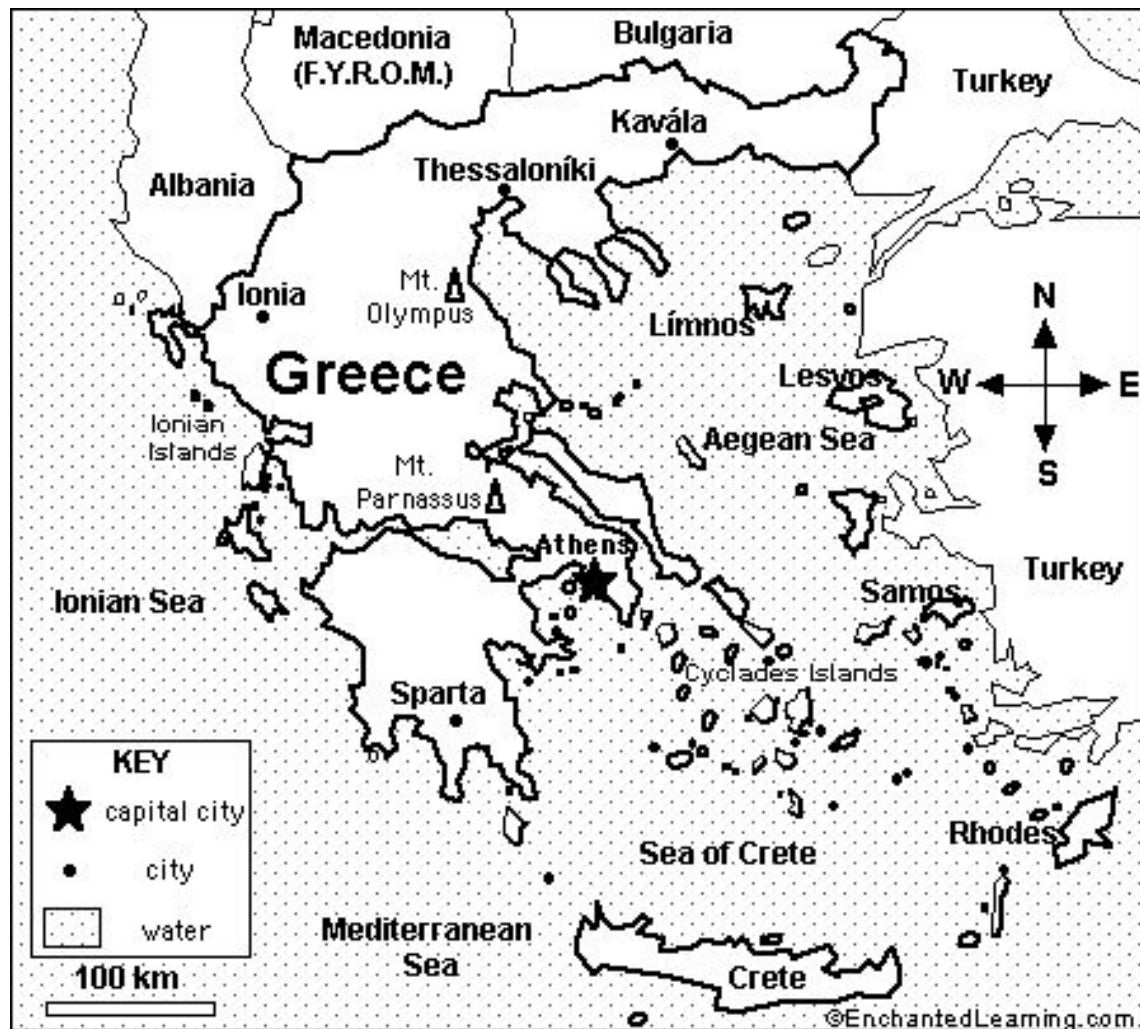 Macedonia
(F.Y.R.O.M.)
Bulgaria
Turkey
Kavála
Thessaloníki
Albania
Mt.
Olympus
Ionia
Límnos
N
W
E
S
Greece
Lesvos
Ionian
Islands
Aegean Sea
Mt.
Parnassus
Athens
Turkey
Ionian Sea
Samos
Cyclades Islands
Sparta
KEY
capital city
city
water
100 km
Rhodes
Sea of Crete
Mediterranean
Sea
Crete
©EnchantedLearning.com